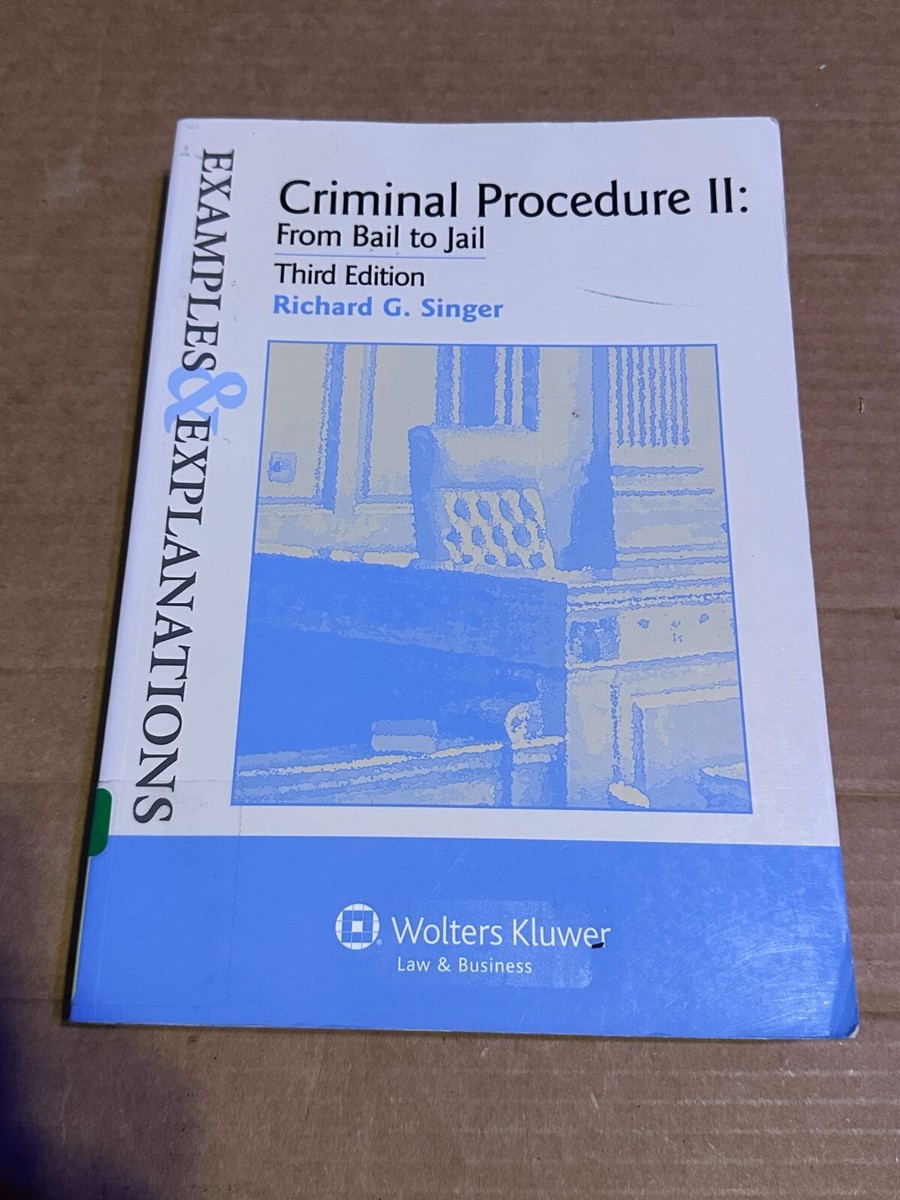 EXAMPLES & EXPLANATIONS
Criminal Procedure II:
From Bail to Jail
Third Edition
Richard G. Singer
Wolters Kluwer
Law & Business